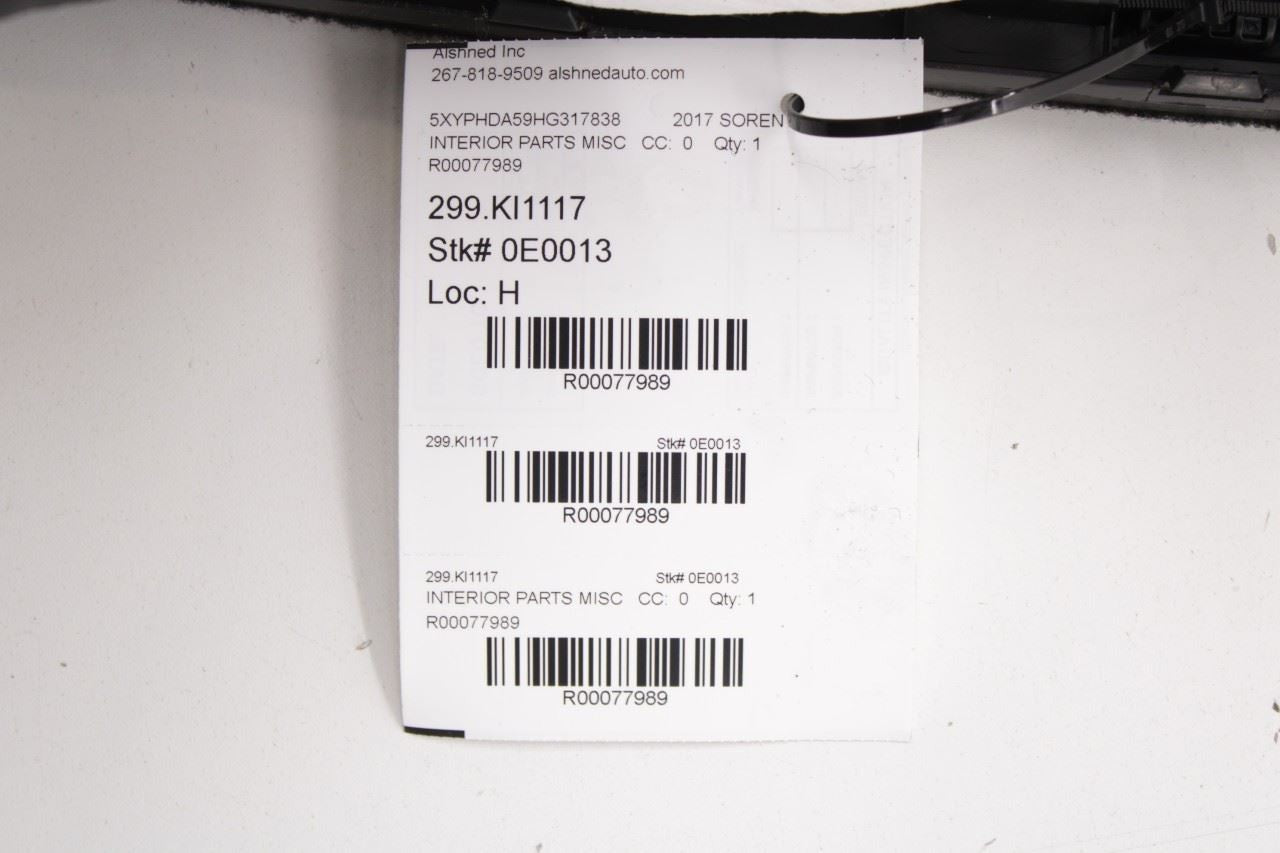 Alshned Inc
267-818-9509 alshnedauto.com
5XYPHDA59HG317838 2017 SOREN
INTERIOR PARTS MISC CC: 0 Qty: 1
R00077989
299.KI1117
Stk# 0E0013
Loc: H
R00077989
299.KI1117 Stk# 0E0013
R00077989
299.KI1117 Stk# 0E0013
INTERIOR PARTS MISC CC: 0 Qty: 1
R00077989
R00077989